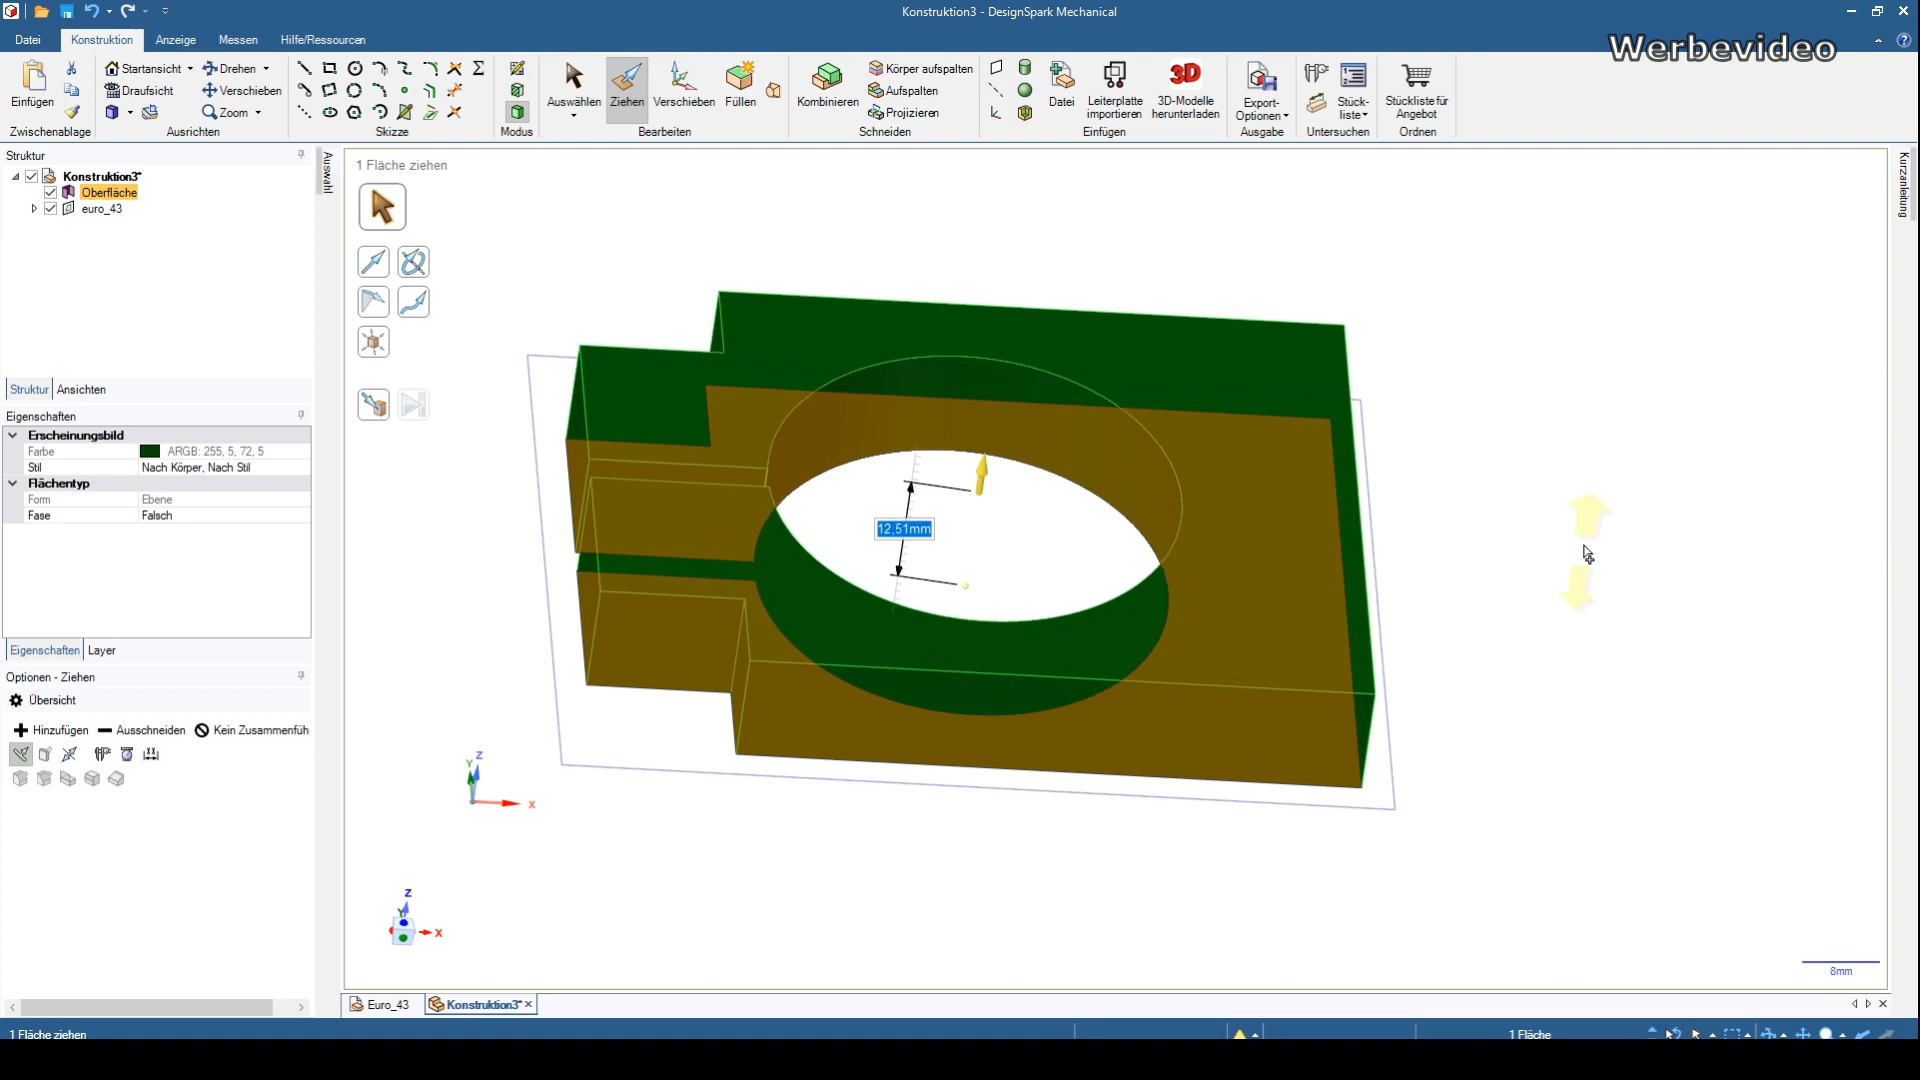 Konstruktion3 - DesignSpark Mechanical
Datei Konstruktion Anzeige Messen Hilfe/Ressourcen
Werbevideo
Einfügen
Zwischenablage
Startansicht Drehen
Draufsicht Verschieben
Zoom
Ausrichten
Skizze
Modus
Auswählen Ziehen Verschieben Füllen
Bearbeiten
Kombinieren
Körper aufspalten
Aufspalten
Projizieren
Schneiden
Datei
Leiterplatte importieren
3D
3D-Modelle herunterladen
Einfügen
Export-Optionen
Ausgabe
Stück-liste
Untersuchen
Stückliste für Angebot
Ordnen
Struktur
Konstruktion3*
Oberfläche
euro_43
Struktur Ansichten
Eigenschaften
Erscheinungsbild
Farbe ARGB: 255, 5, 72, 5
Stil Nach Körper, Nach Stil
Flächentyp
Form Ebene
Fase Falsch
Eigenschaften Layer
Optionen - Ziehen
Übersicht
Hinzufügen Ausschneiden Kein Zusammenfüh
Auswahl
Kurzanleitung
1 Fläche ziehen
12,51mm
Z
Y
X
Z
Y
X
8mm
Euro_43 Konstruktion3*
1 Fläche ziehen
1 Fläche